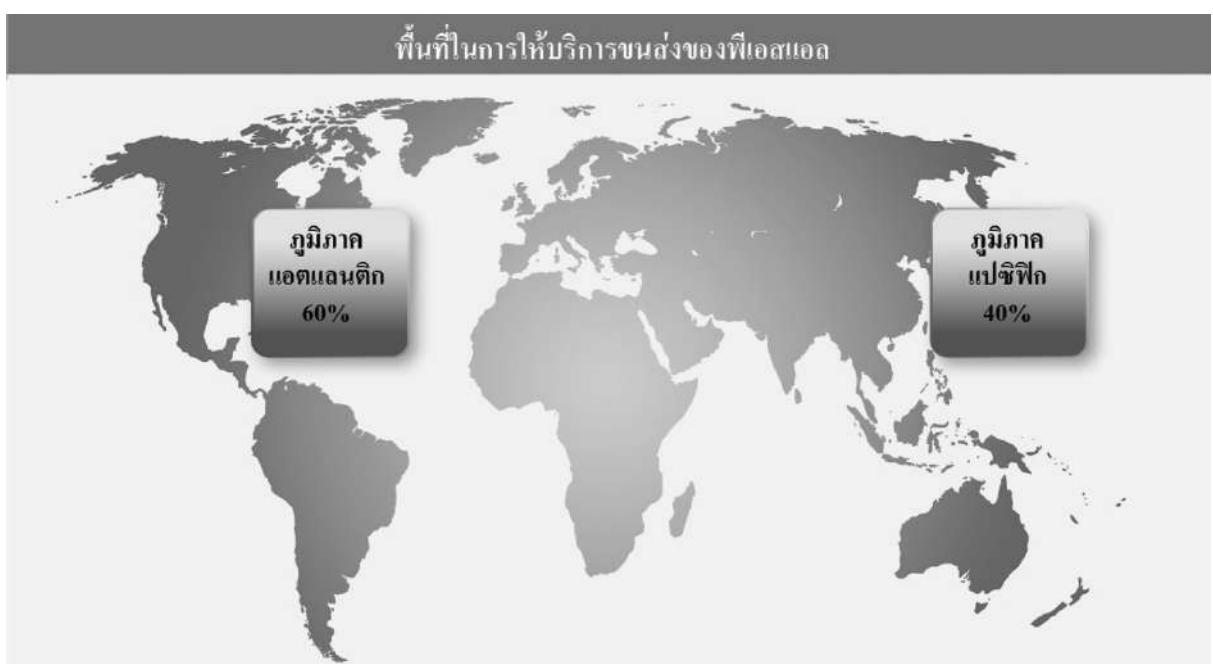 พื้นที่ในการให้บริการขนส่งของพีเอสแอล
ภูมิภาค
แอตแลนติก
60%
ภูมิภาค
แปซิฟิก
40%